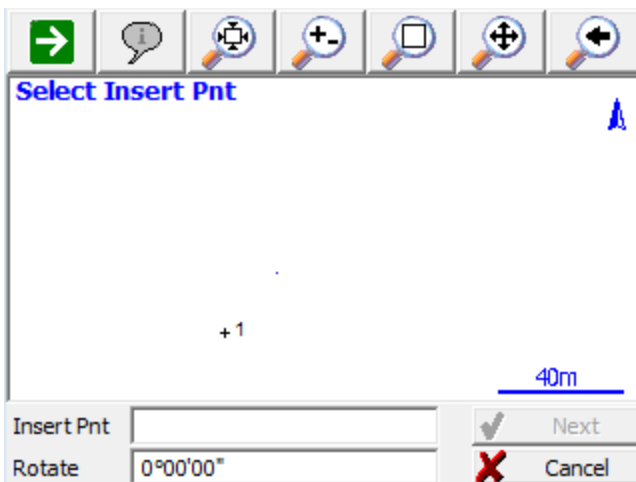 Select Insert Pnt
1
40m
Insert Pnt
Next
Rotate 0°00'00"
Cancel